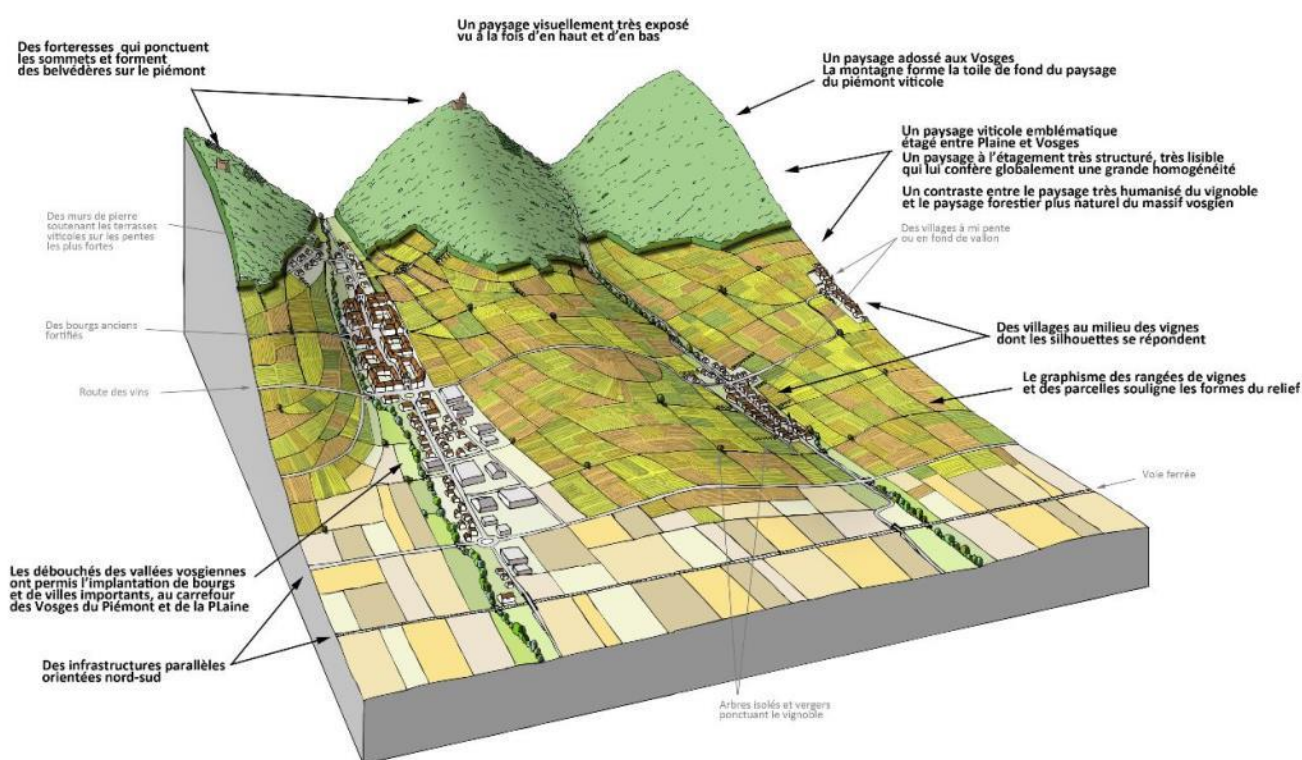 Un paysage visuellement très exposé
vu à la fois d'en haut et d'en bas
Des forteresses qui ponctuent
les sommets et forment
des belvédères sur le piémont
Un paysage adossé aux Vosges
La montagne forme la toile de fond du paysage
du piémont viticole
Un paysage viticole emblématique
étagé entre Plaine et Vosges
Un paysage à l'étagement très structuré, très lisible
qui lui confère globalement une grande homogénéité
Un contraste entre le paysage très humanisé du vignoble
et le paysage forestier plus naturel du massif vosgien
Des murs de pierre
soutenant les terrasses
viticoles sur les pentes
les plus fortes
Des villages à mi pente
ou en fond de vallon
Des bourgs anciens
fortifiés
Des villages au milieu des vignes
dont les silhouettes se répondent
Route des vins
Le graphisme des rangées de vignes
et des parcelles souligne les formes du relief
Voie ferrée
Les débouchés des vallées vosgiennes
ont permis l'implantation de bourgs
et de villes importants, au carrefour
des Vosges du Piémont et de la PLaine
Des infrastructures parallèles
orientées nord-sud
Arbres isolés et vergers
ponctuant le vignoble